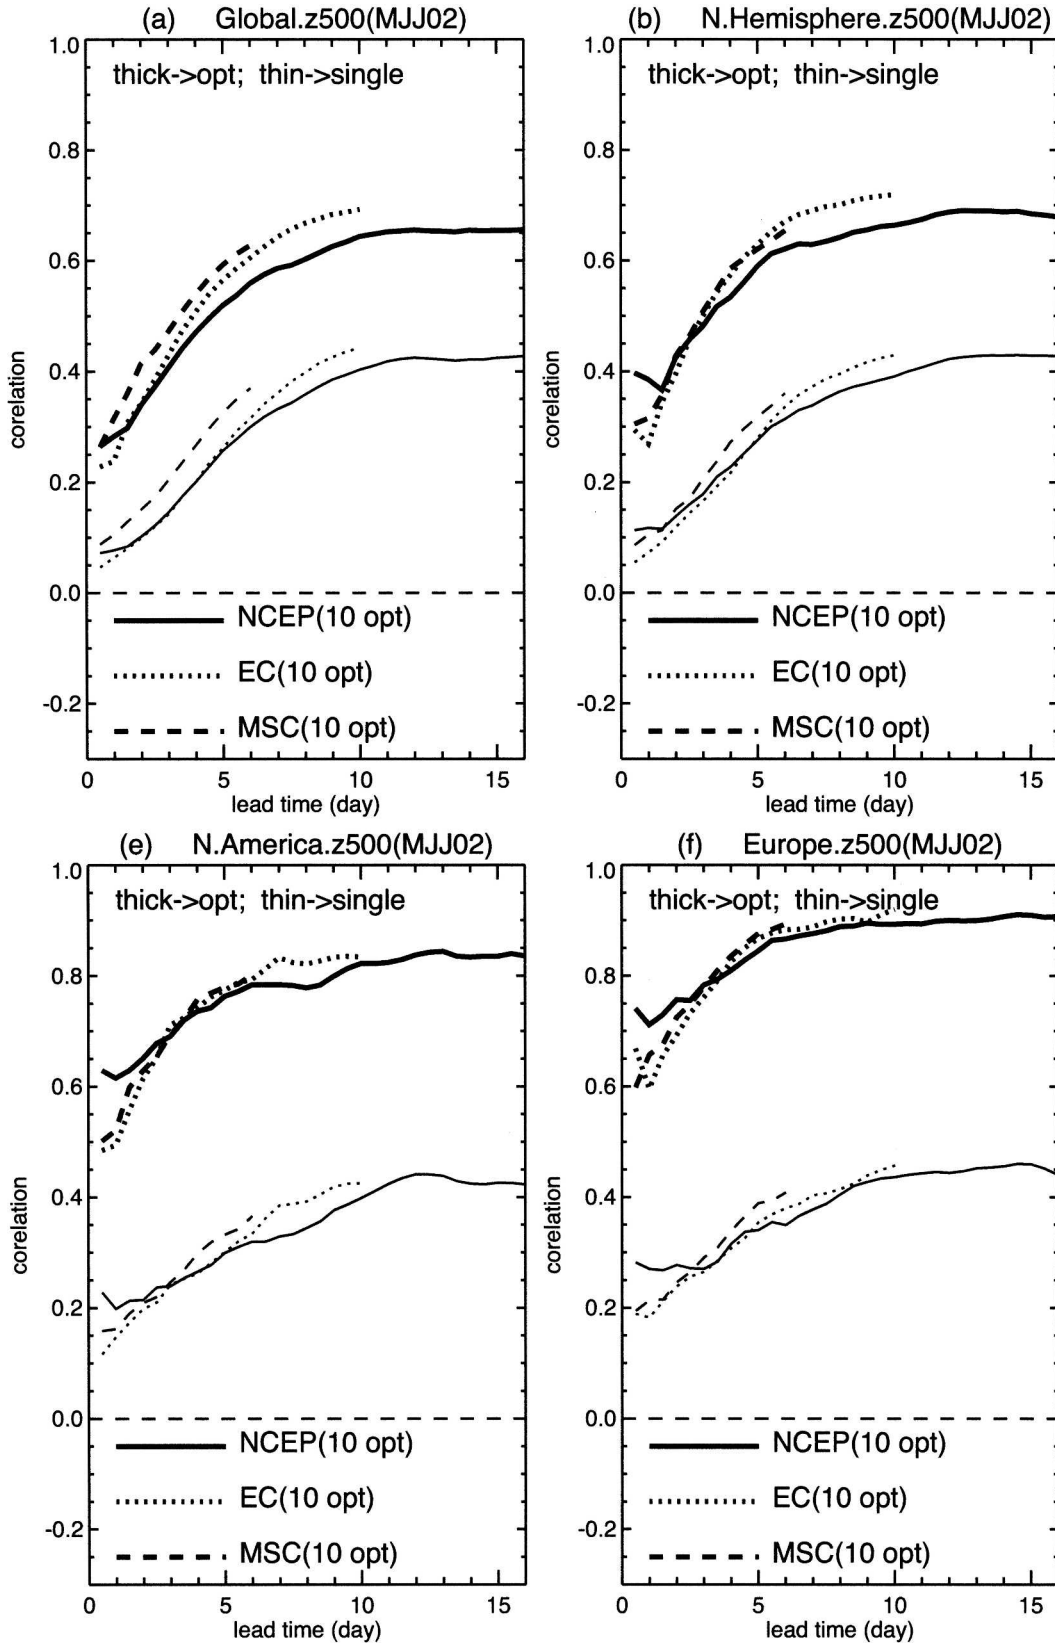 (a) Global.z500(MJJ02)
1.0
thick->opt; thin->single
0.8
0.6
0.4
0.2
0.0
-0.2
corelation
NCEP(10 opt)
EC(10 opt)
MSC(10 opt)
0 5 10 15
lead time (day)
(b) N.Hemisphere.z500(MJJ02)
1.0
thick->opt; thin->single
0.8
0.6
0.4
0.2
0.0
-0.2
corelation
NCEP(10 opt)
EC(10 opt)
MSC(10 opt)
0 5 10 15
lead time (day)
(e) N.America.z500(MJJ02)
1.0
thick->opt; thin->single
0.8
0.6
0.4
0.2
0.0
-0.2
corelation
NCEP(10 opt)
EC(10 opt)
MSC(10 opt)
0 5 10 15
lead time (day)
(f) Europe.z500(MJJ02)
1.0
thick->opt; thin->single
0.8
0.6
0.4
0.2
0.0
-0.2
corelation
NCEP(10 opt)
EC(10 opt)
MSC(10 opt)
0 5 10 15
lead time (day)